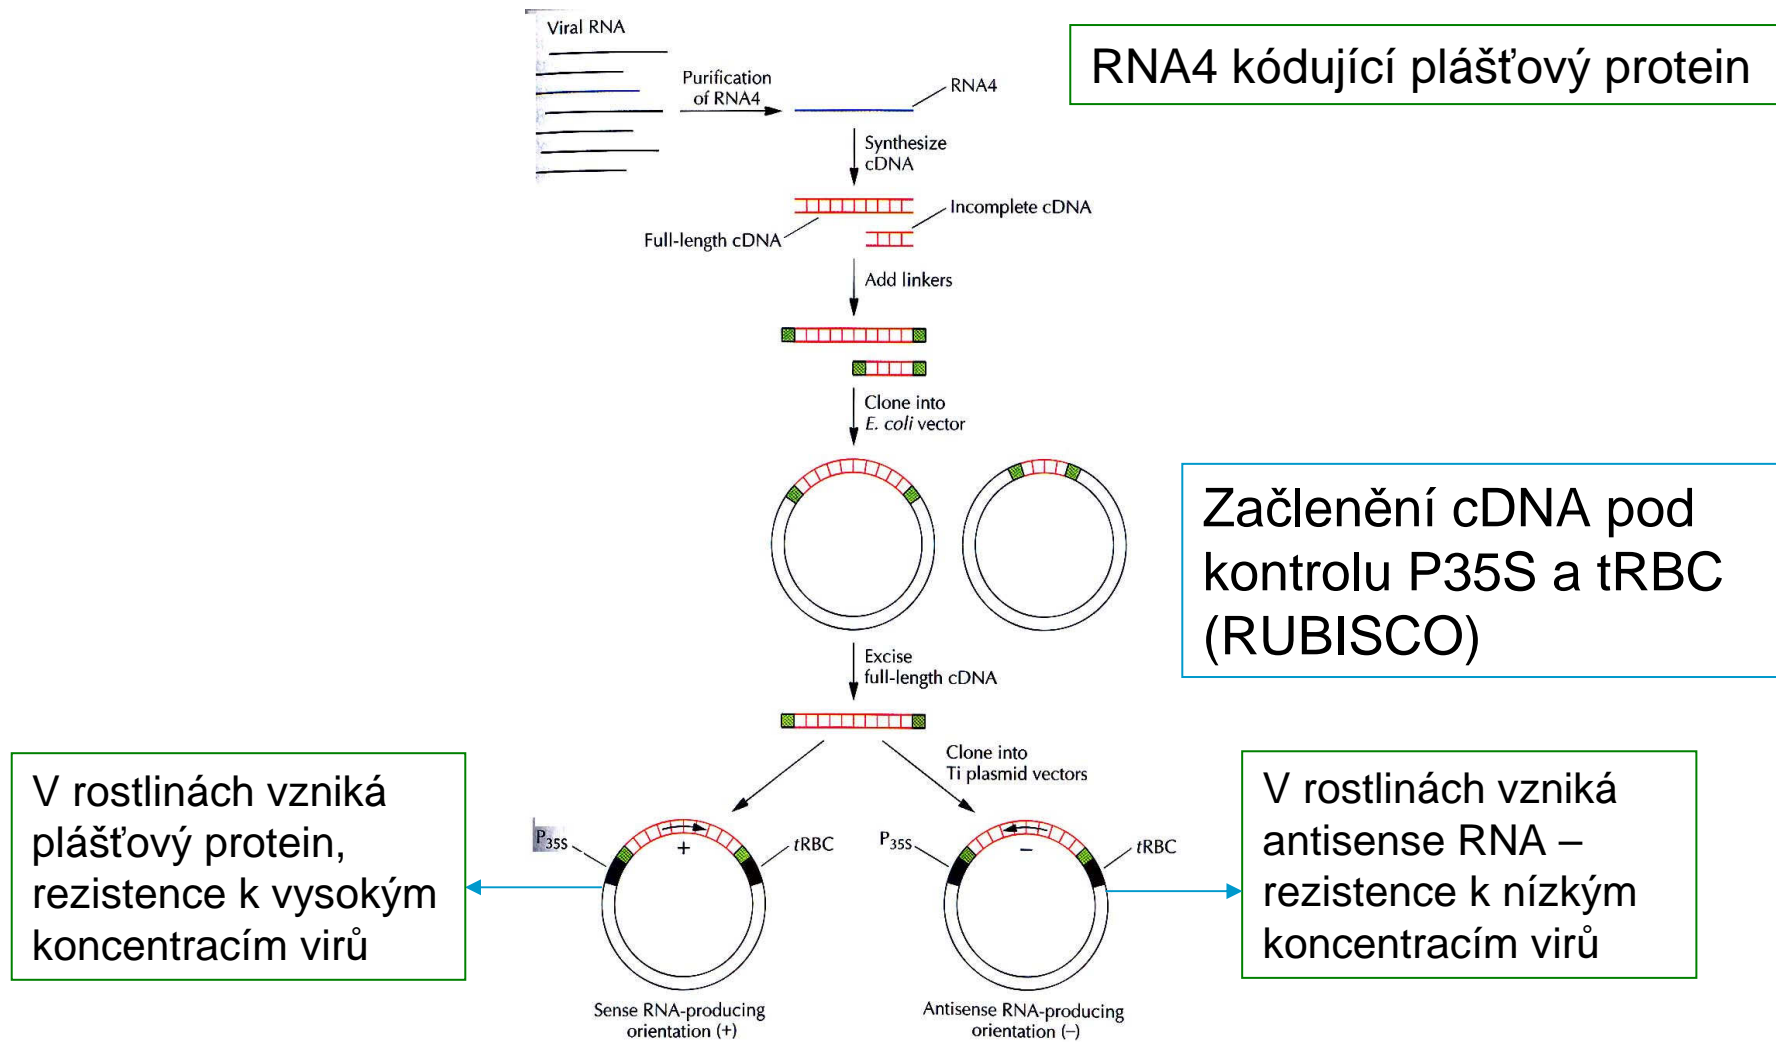 Viral RNA
Purification
of RNA4
RNA4
RNA4 kódující plášťový protein
Synthesize
cDNA
Incomplete cDNA
Full-length cDNA
Add linkers
Clone into
E. coli vector
Začlenění cDNA pod
kontrolu P35S a tRBC
(RUBISCO)
Excise
full-length cDNA
Clone into
Ti plasmid vectors
V rostlinách vzniká
plášťový protein,
rezistence k vysokým
koncentracím virů
P35S
+
tRBC
P35S
–
tRBC
V rostlinách vzniká
antisense RNA –
rezistence k nízkým
koncentracím virů
Sense RNA-producing
orientation (+)
Antisense RNA-producing
orientation (–)